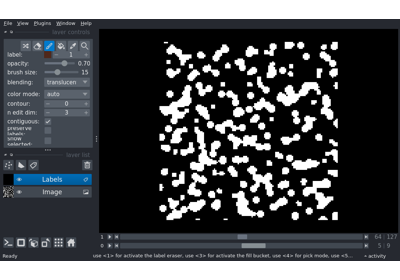 File View Plugins Window Help
layer controls
label: 1
opacity: 0.70
brush size: 15
blending: translucen
color mode: auto
contour: 0
n edit dim: 3
contiguous:
preserve
labels:
show
selected:
layer list
Labels
Image
0 64 127
1 5 9
Ready
use <1> for activate the label eraser, use <3> for activate the fill bucket, use <4> for pick mode, use <5...
activity